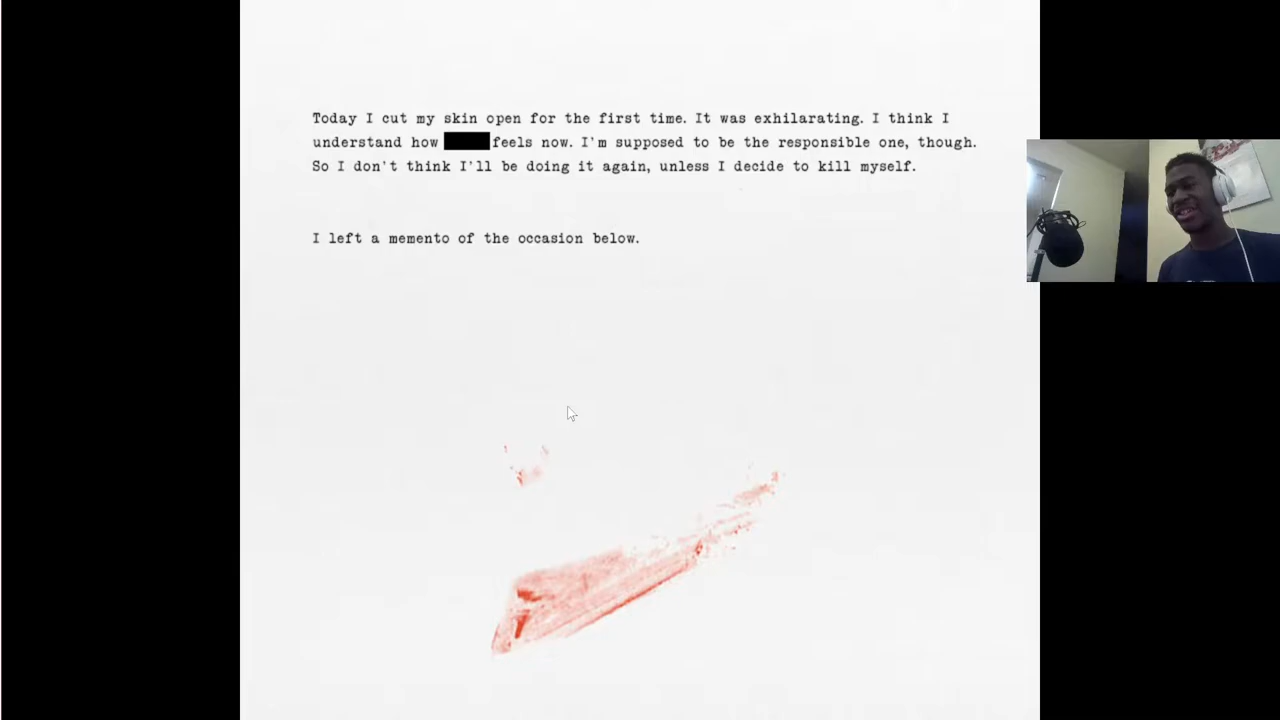 Today I cut my skin open for the first time. It was exhilarating. I think I
understand how feels now. I'm supposed to be the responsible one, though.
So I don't think I'll be doing it again, unless I decide to kill myself.
I left a memento of the occasion below.